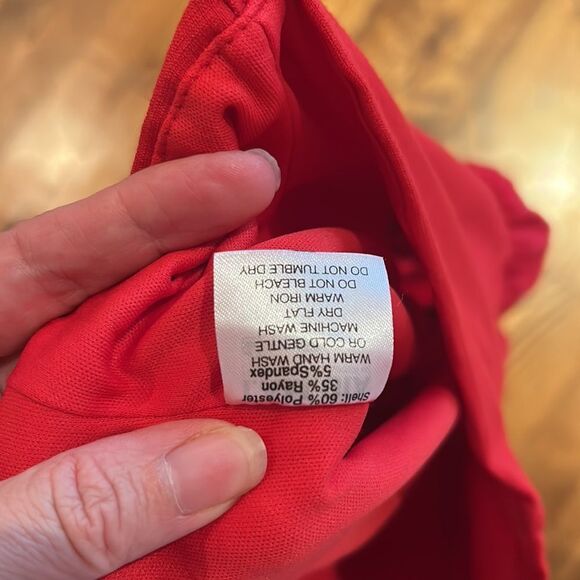 Shell: 60% Polyester
35% Rayon
5%Spandex
WARM HAND WASH
OR COLD GENTLE
MACHINE WASH
DRY FLAT
WARM IRON
DO NOT BLEACH
DO NOT TUMBLE DRY